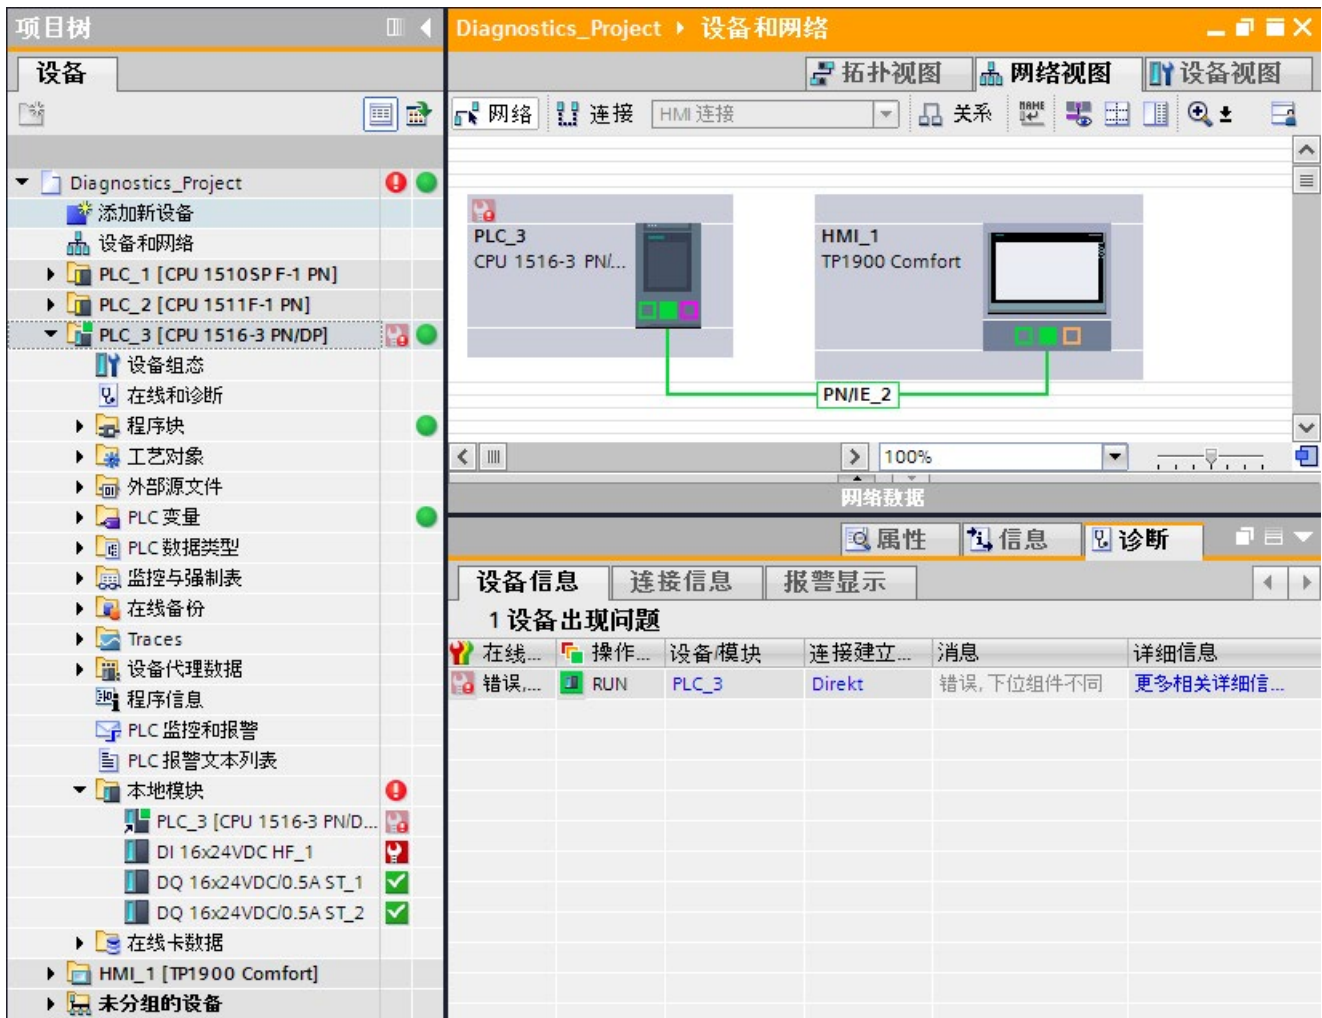 项目树
设备
Diagnostics_Project
添加新设备
设备和网络
PLC_1 [CPU 1510SP F-1 PN]
PLC_2 [CPU 1511F-1 PN]
PLC_3 [CPU 1516-3 PN/DP]
设备组态
在线和诊断
程序块
工艺对象
外部源文件
PLC 变量
PLC 数据类型
监控与强制表
在线备份
Traces
设备代理数据
程序信息
PLC 监控和报警
PLC 报警文本列表
本地模块
PLC_3 [CPU 1516-3 PN/D...
DI 16x24VDC HF_1
DQ 16x24VDC/0.5A ST_1
DQ 16x24VDC/0.5A ST_2
在线卡数据
HMI_1 [TP1900 Comfort]
未分组的设备
Diagnostics_Project 设备和网络
拓扑视图 网络视图 设备视图
网络 连接 HMI 连接 关系 NAME
PLC_3
CPU 1516-3 PN/...
HMI_1
TP1900 Comfort
PN/IE_2
100%
网络数据
属性 信息 诊断
设备信息 连接信息 报警显示
1 设备出现问题
在线... 操作... 设备/模块 连接建立... 消息 详细信息
错误,... RUN PLC_3 Direkt 错误, 下位组件不同 更多相关详细信...